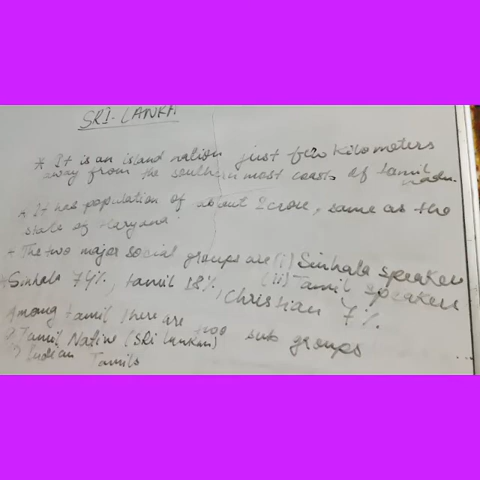 SRI-LANKA
* It is an island nation just few kilometers
away from the southern most coasts of Tamil
nadu.
* It has population of about 2 crore, same as the
state of Haryana
+ The two major social groups are (i) Sinhala speaker
(ii) Tamil speaker
* Sinhala 74%, tamil 18%, Christian 7%
Among tamil there are two sub groups
i) Tamil Native (Sri lankan)
Indian Tamils